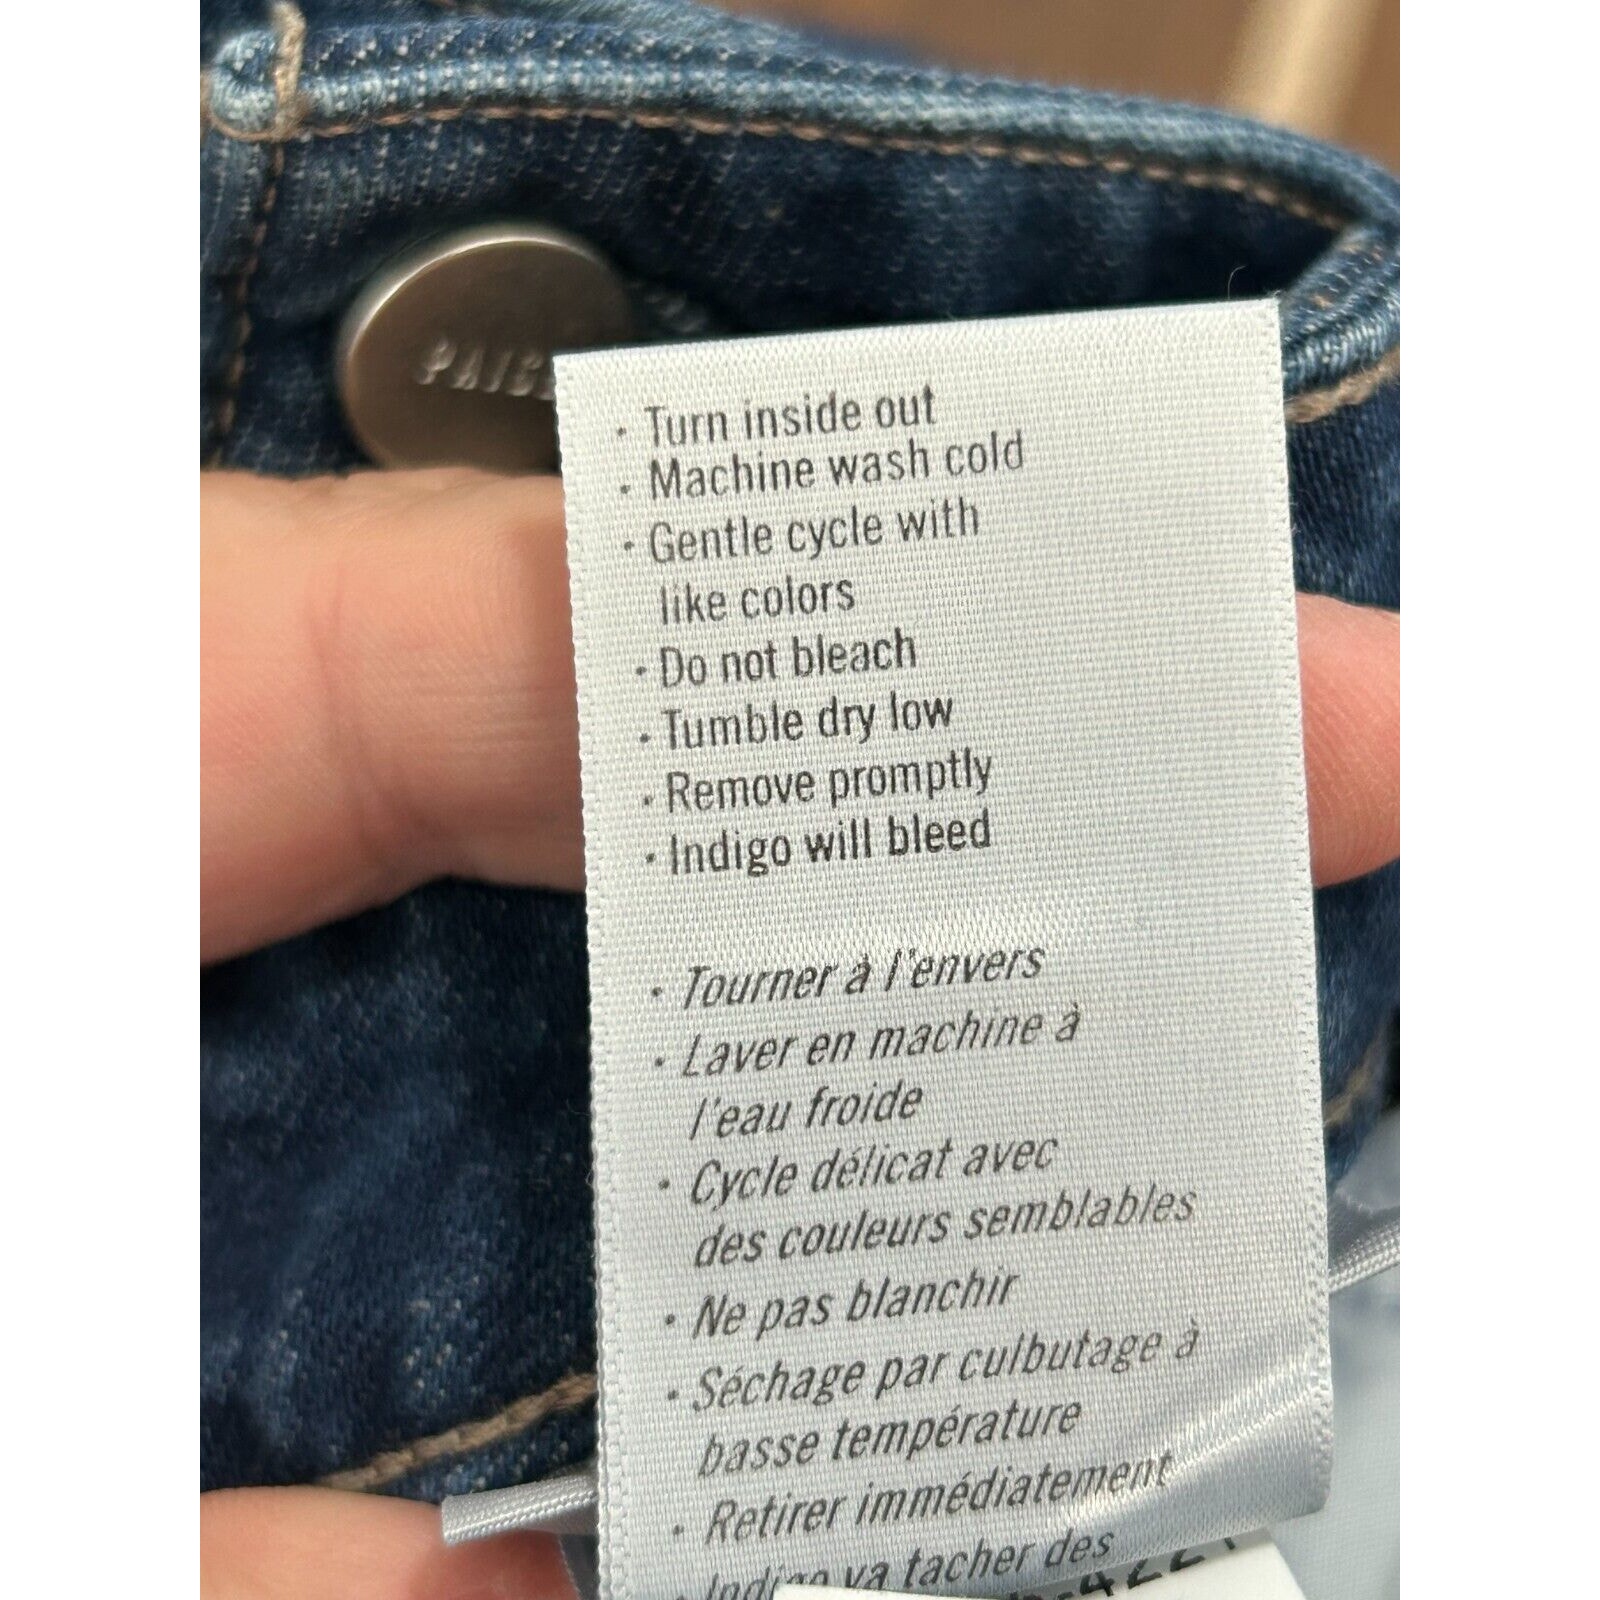 PAIGE
· Turn inside out
· Machine wash cold
· Gentle cycle with
like colors
· Do not bleach
· Tumble dry low
· Remove promptly
· Indigo will bleed
· Tourner à l'envers
· Laver en machine à
l'eau froide
· Cycle délicat avec
des couleurs semblables
· Ne pas blanchir
· Séchage par culbutage à
basse température
· Retirer immédiatement
· Indigo va tacher des